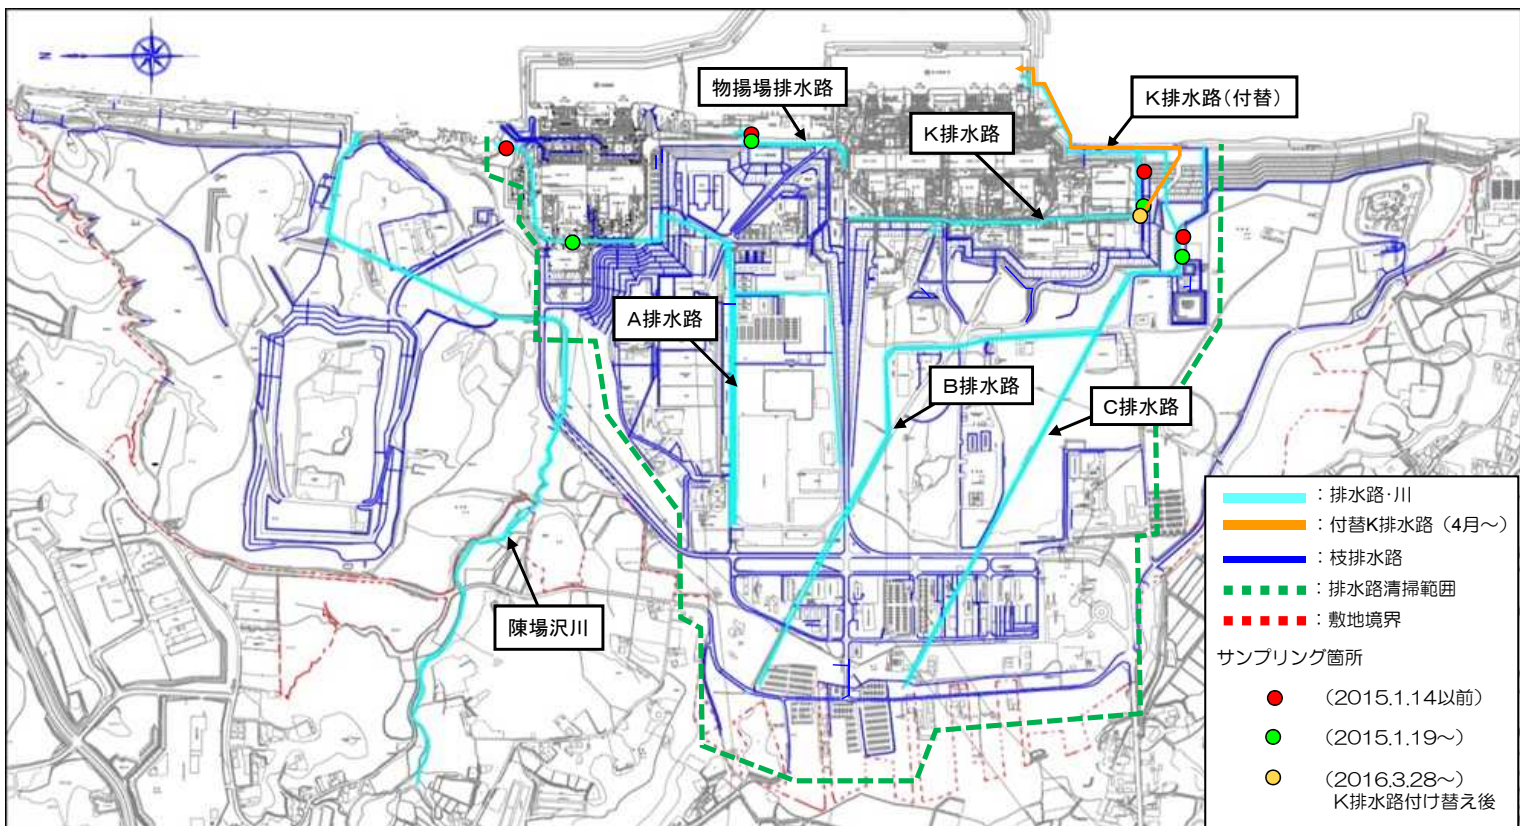 N
物揚場排水路
K排水路(付替)
K排水路
A排水路
B排水路
C排水路
陳場沢川
：排水路・川
：付替K排水路（4月～）
：枝排水路
：排水路清掃範囲
：敷地境界
サンプリング箇所
（2015.1.14以前）
（2015.1.19～）
（2016.3.28～）
K排水路付け替え後